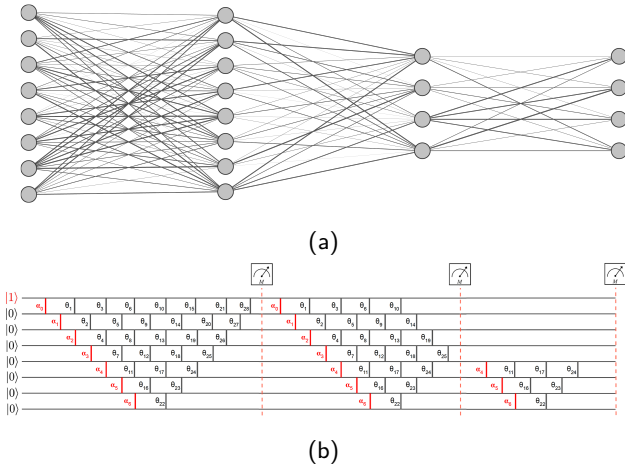 (a)
M M M
|1⟩
α0 θ1 θ3 θ6 θ10 θ15 θ21 θ28 α0 θ1 θ3 θ6 θ10
|0⟩
α1 θ2 θ5 θ9 θ14 θ20 θ27 α1 θ2 θ5 θ9 θ14
|0⟩
α2 θ4 θ8 θ13 θ19 θ26 α2 θ4 θ8 θ13 θ19
|0⟩
α3 θ7 θ12 θ18 θ25 α3 θ7 θ12 θ18 θ25
|0⟩
α4 θ11 θ17 θ24 α4 θ11 θ17 θ24 α4 θ11 θ17 θ24
|0⟩
α5 θ16 θ23 α5 θ16 θ23 α5 θ16 θ23
|0⟩
α6 θ22 α6 θ22 α6 θ22
|0⟩
(b)